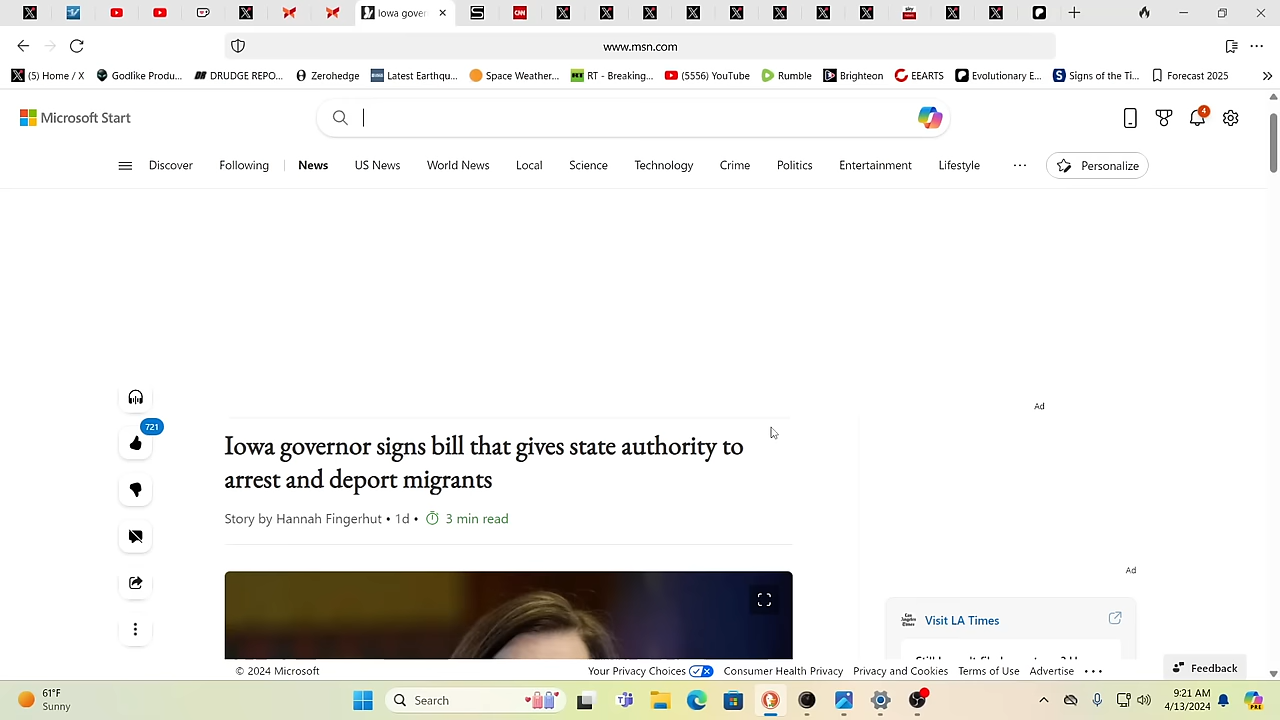 Iowa gover
sky
CNN
www.msn.com
(5) Home / X
Godlike Produ...
DRUDGE REPO...
Zerohedge
Latest Earthqu...
Space Weather...
RT - Breaking...
(5556) YouTube
Rumble
Brighteon
EEARTS
Evolutionary E...
Signs of the Ti...
Forecast 2025
Microsoft Start
4
Discover
Following
News
US News
World News
Local
Science
Technology
Crime
Politics
Entertainment
Lifestyle
Personalize
Ad
721
Iowa governor signs bill that gives state authority to
arrest and deport migrants
Story by Hannah Fingerhut • 1d •
3 min read
Ad
Visit LA Times
© 2024 Microsoft
Your Privacy Choices
Consumer Health Privacy
Privacy and Cookies
Terms of Use
Advertise
Feedback
61°F
Sunny
Search
9:21 AM
4/13/2024